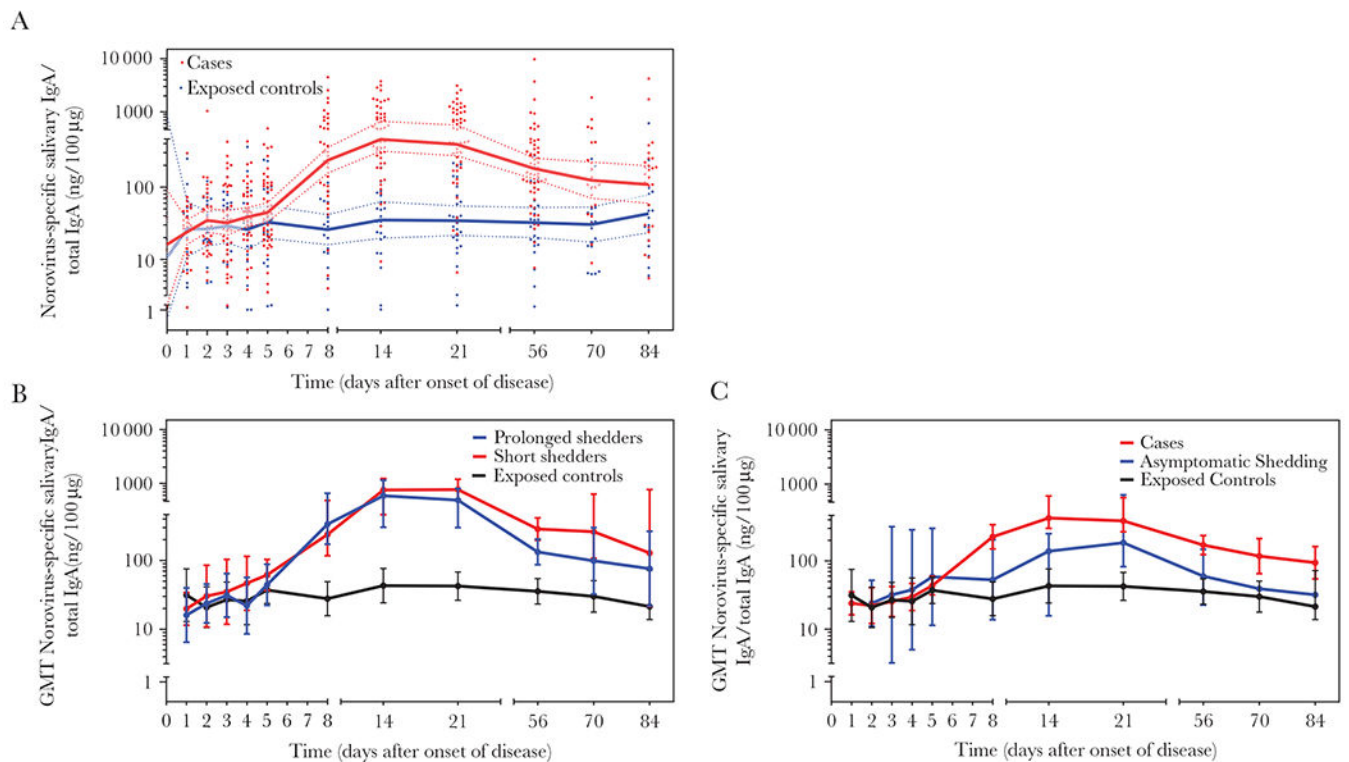 A
Norovirus-specific salivary IgA/
total IgA (ng/100 µg)
10 000
1000
100
10
1
Cases
Exposed controls
0 1 2 3 4 5 6 7 8 14 21 56 70 84
Time (days after onset of disease)
B
GMT Norovirus-specific salivaryIgA/
total IgA(ng/100 µg)
10 000
1000
100
10
1
Prolonged shedders
Short shedders
Exposed controls
0 1 2 3 4 5 6 7 8 14 21 56 70 84
Time (days after onset of disease)
C
GMT Norovirus-specific salivary
IgA/total IgA (ng/100 µg)
10 000
1000
100
10
1
Cases
Asymptomatic Shedding
Exposed Controls
0 1 2 3 4 5 6 7 8 14 21 56 70 84
Time (days after onset of disease)